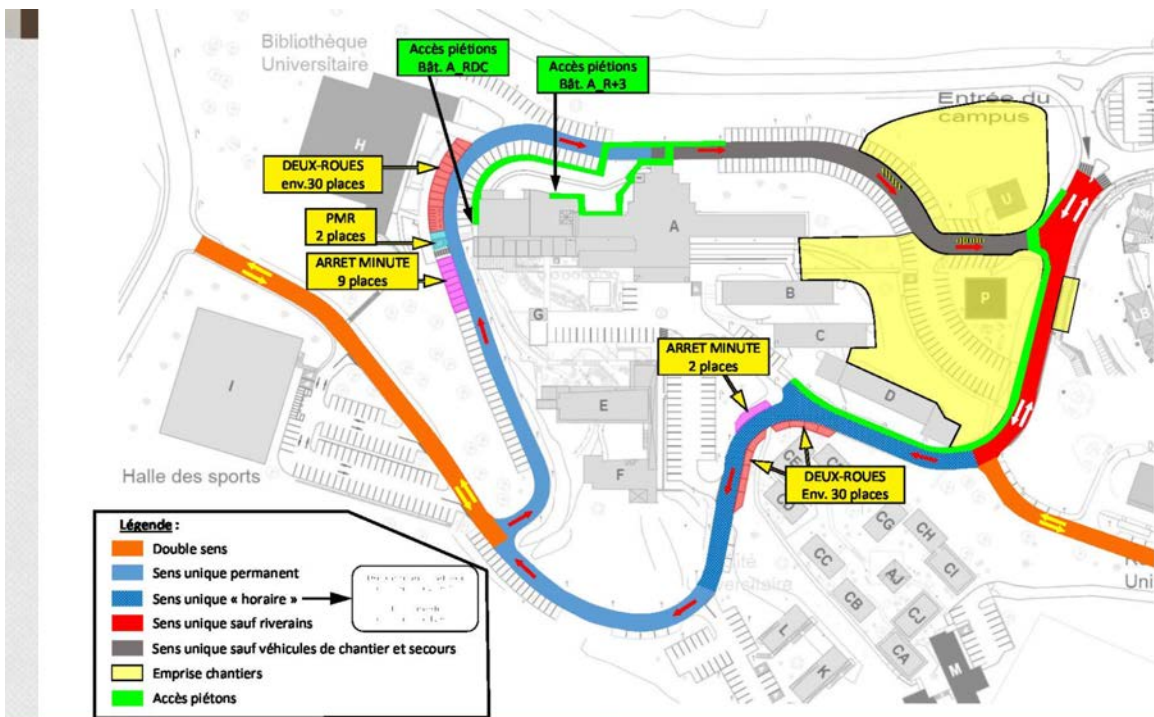 Bibliothèque
Universitaire
Accès piétons
Bât. A_RDC
Accès piétons
Bât. A_R+3
Entrée du
campus
H
DEUX-ROUES
env.30 places
PMR
2 places
ARRET MINUTE
9 places
A
U
P
B
C
G
D
E
F
I
LB
ARRET MINUTE
2 places
DEUX-ROUES
Env. 30 places
Halle des sports
CG
CH
CC
AJ
CI
CB
CJ
CA
L
K
M
Légende :
Double sens
Sens unique permanent
Sens unique « horaire »
Sens unique sauf riverains
Sens unique sauf véhicules de chantier et secours
Emprise chantiers
Accès piétons